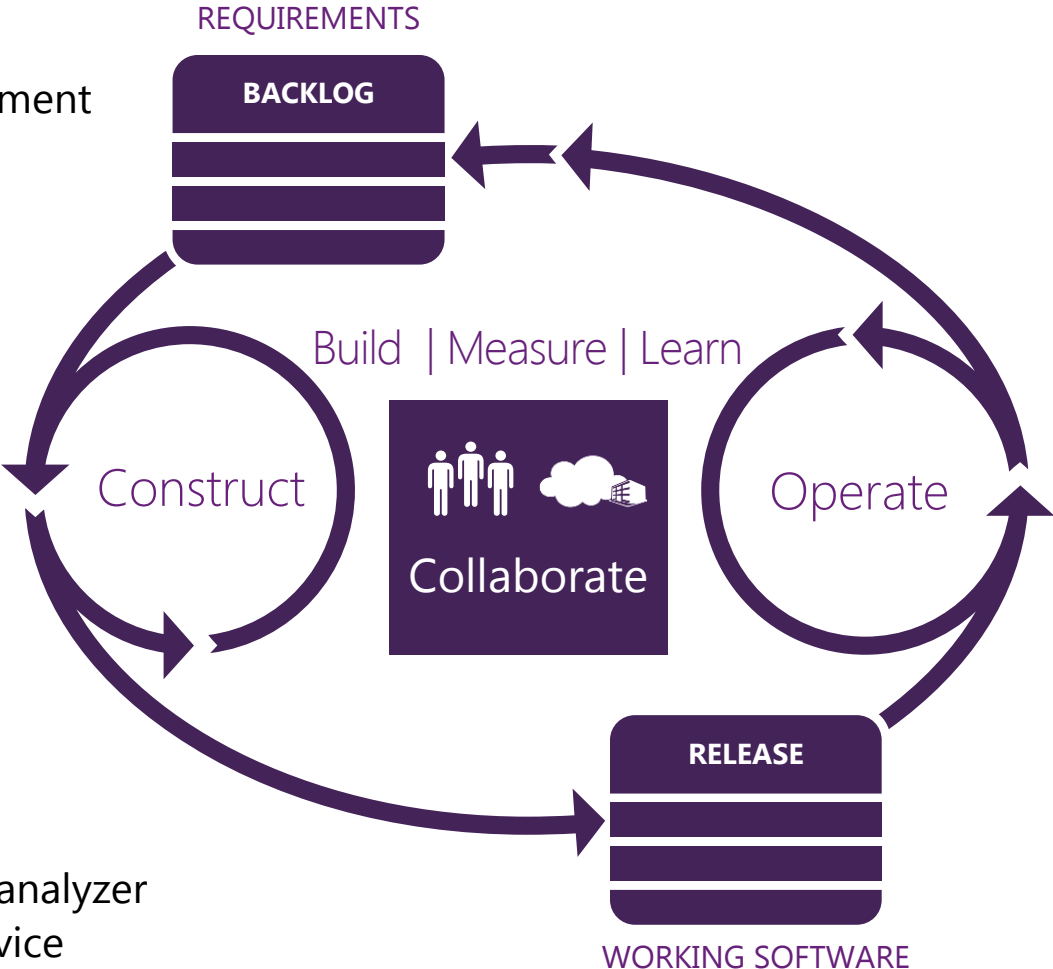 REQUIREMENTS
BACKLOG
ment
Build | Measure | Learn
Construct
Operate
Collaborate
RELEASE
analyzer
vice
WORKING SOFTWARE